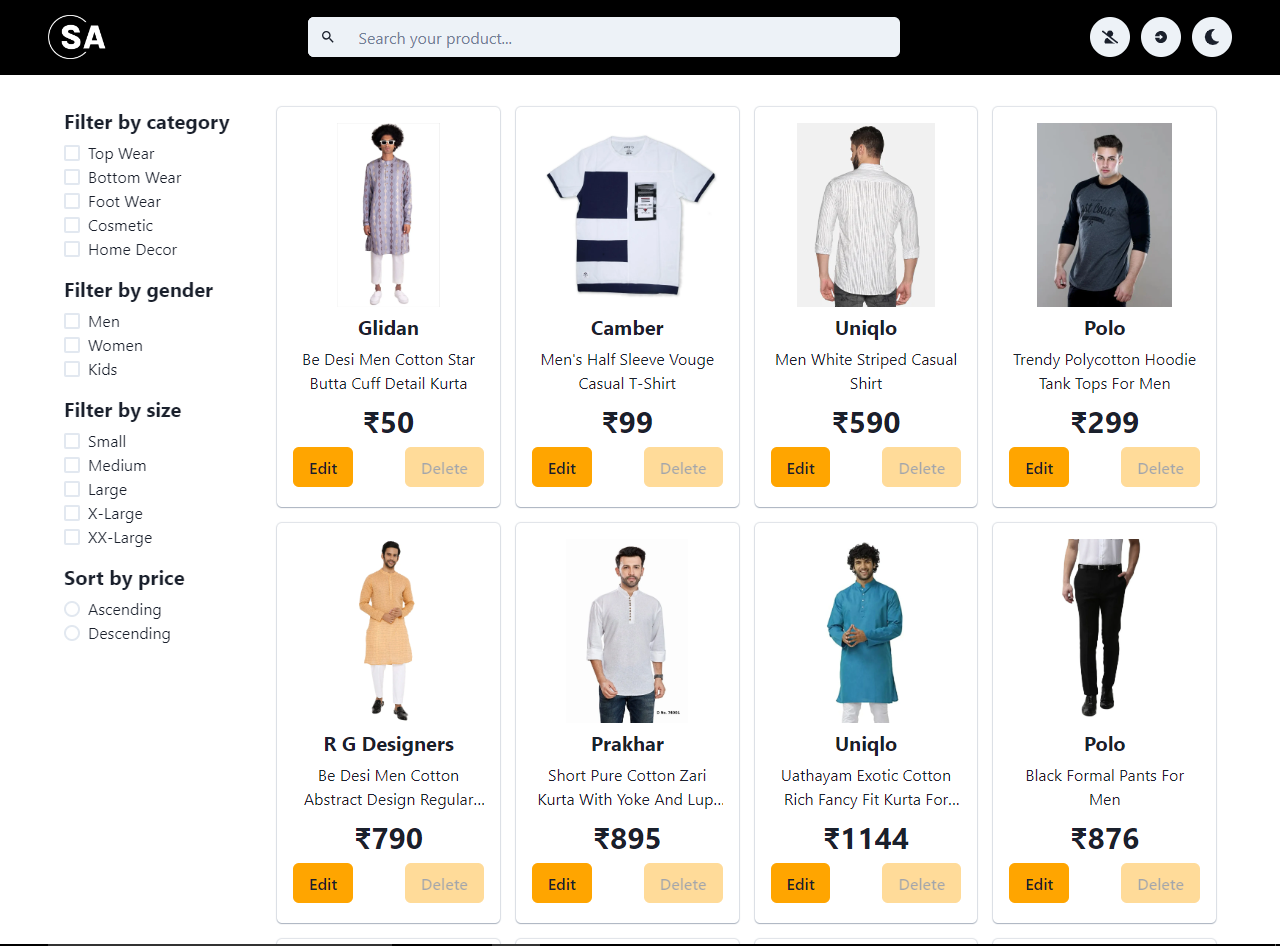 SA
Search your product...
Filter by category
Top Wear
Bottom Wear
Foot Wear
Cosmetic
Home Decor
Filter by gender
Men
Women
Kids
Filter by size
Small
Medium
Large
X-Large
XX-Large
Sort by price
Ascending
Descending
Glidan
Be Desi Men Cotton Star
Butta Cuff Detail Kurta
₹50
Edit
Delete
Camber
Men's Half Sleeve Vouge
Casual T-Shirt
₹99
Edit
Delete
Uniqlo
Men White Striped Casual
Shirt
₹590
Edit
Delete
Polo
Trendy Polycotton Hoodie
Tank Tops For Men
₹299
Edit
Delete
R G Designers
Be Desi Men Cotton
Abstract Design Regular...
₹790
Edit
Delete
Prakhar
Short Pure Cotton Zari
Kurta With Yoke And Lup...
₹895
Edit
Delete
Uniqlo
Uathayam Exotic Cotton
Rich Fancy Fit Kurta For...
₹1144
Edit
Delete
Polo
Black Formal Pants For
Men
₹876
Edit
Delete